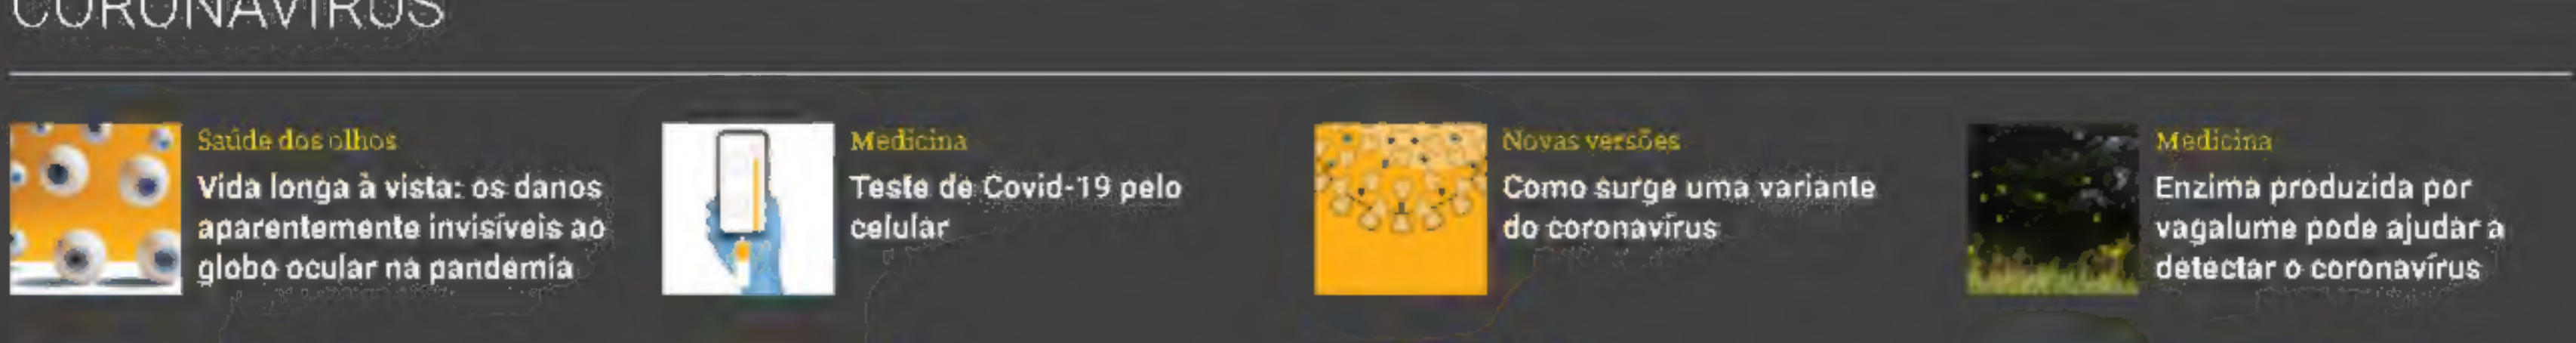 CORONAVÍRUS
Saúde dos olhos
Vida longa à vista: os danos
aparentemente invisíveis ao
globo ocular na pandemia
Medicina
Teste de Covid-19 pelo
celular
Novas versões
Como surge uma variante
do coronavírus
Medicina
Enzima produzida por
vagalume pode ajudar a
detectar o coronavírus